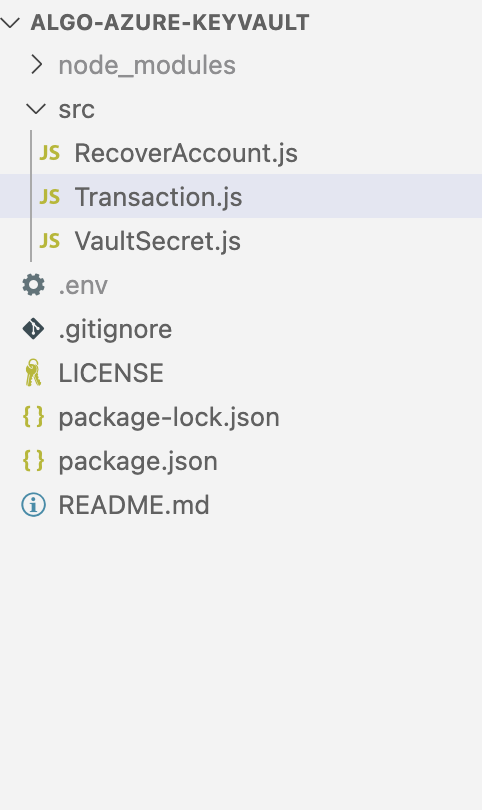 ALGO-AZURE-KEYVAULT
node_modules
src
JS RecoverAccount.js
JS Transaction.js
JS VaultSecret.js
.env
.gitignore
LICENSE
{} package-lock.json
{} package.json
README.md